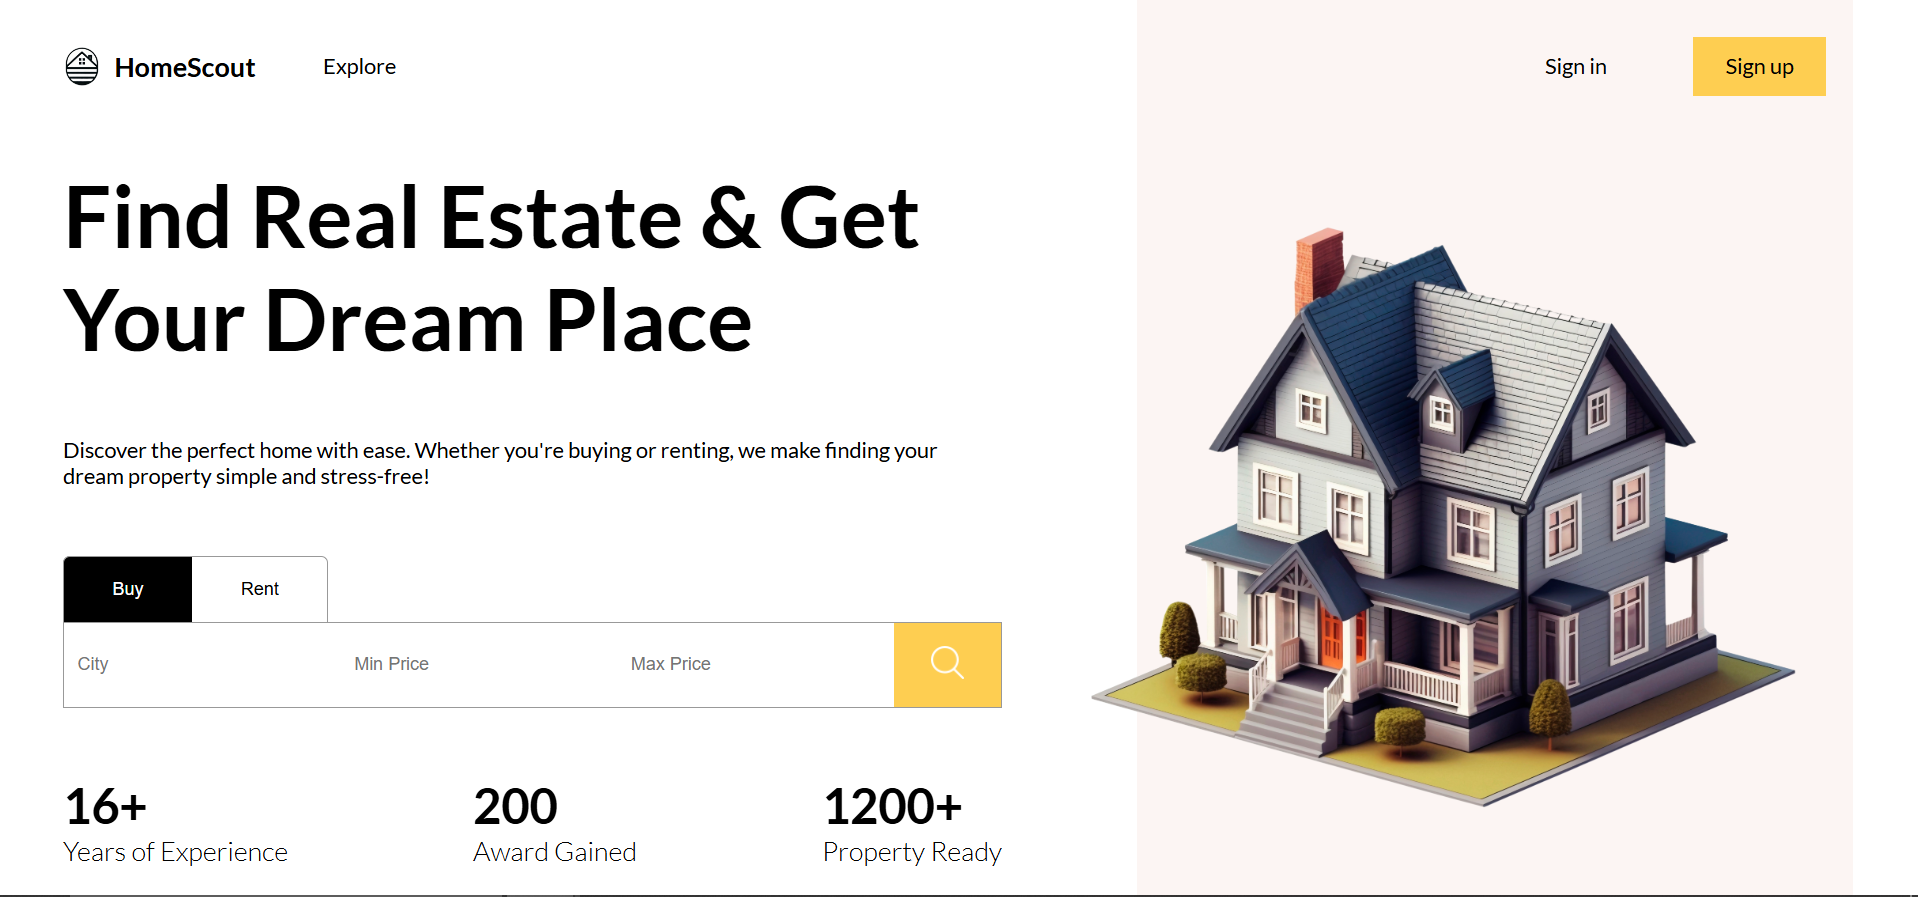 HomeScout
Explore
Sign in
Sign up
Find Real Estate & Get
Your Dream Place
Discover the perfect home with ease. Whether you're buying or renting, we make finding your
dream property simple and stress-free!
Buy
Rent
City
Min Price
Max Price
16+
Years of Experience
200
Award Gained
1200+
Property Ready